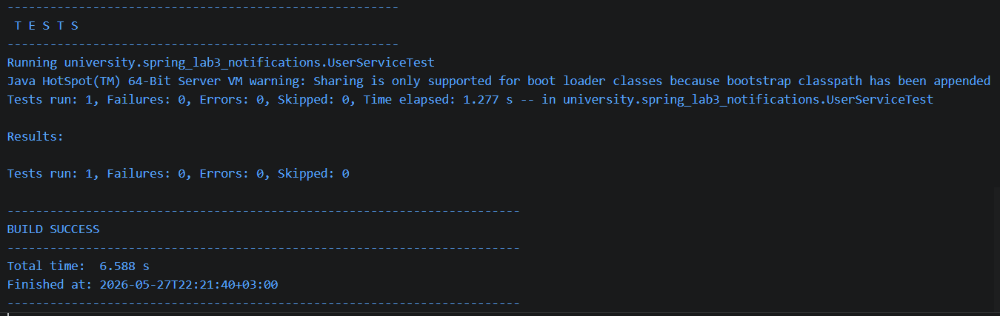 -------------------------------------------------------
 T E S T S
-------------------------------------------------------
Running university.spring_lab3_notifications.UserServiceTest
Java HotSpot(TM) 64-Bit Server VM warning: Sharing is only supported for boot loader classes because bootstrap classpath has been appended
Tests run: 1, Failures: 0, Errors: 0, Skipped: 0, Time elapsed: 1.277 s -- in university.spring_lab3_notifications.UserServiceTest

Results:

Tests run: 1, Failures: 0, Errors: 0, Skipped: 0

------------------------------------------------------------------------
BUILD SUCCESS
------------------------------------------------------------------------
Total time:  6.588 s
Finished at: 2026-05-27T22:21:40+03:00
------------------------------------------------------------------------